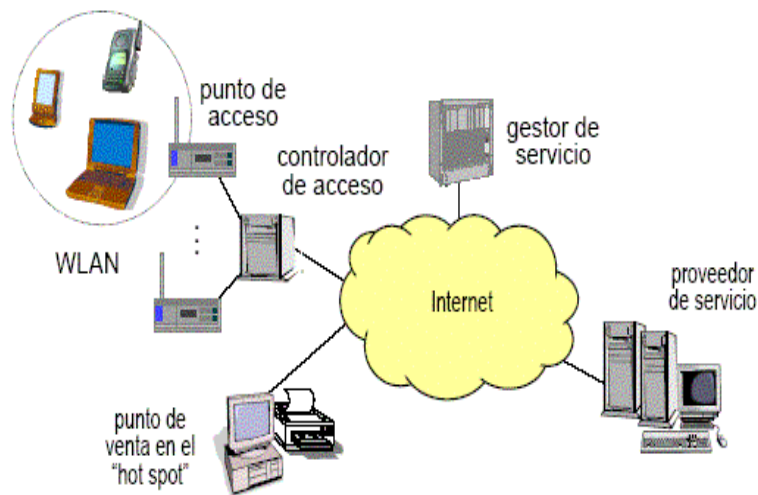 punto de
acceso
controlador
de acceso
gestor de
servicio
WLAN
Internet
proveedor
de servicio
punto de
venta en el
“hot spot”